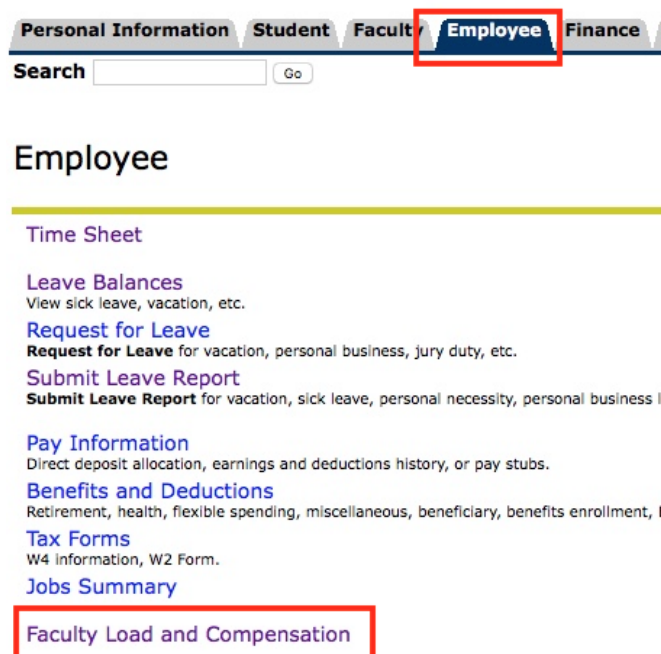 Personal Information Student Faculty Employee Finance
Search Go
Employee
Time Sheet
Leave Balances
View sick leave, vacation, etc.
Request for Leave
Request for Leave for vacation, personal business, jury duty, etc.
Submit Leave Report
Submit Leave Report for vacation, sick leave, personal necessity, personal business
Pay Information
Direct deposit allocation, earnings and deductions history, or pay stubs.
Benefits and Deductions
Retirement, health, flexible spending, miscellaneous, beneficiary, benefits enrollment,
Tax Forms
W4 information, W2 Form.
Jobs Summary
Faculty Load and Compensation